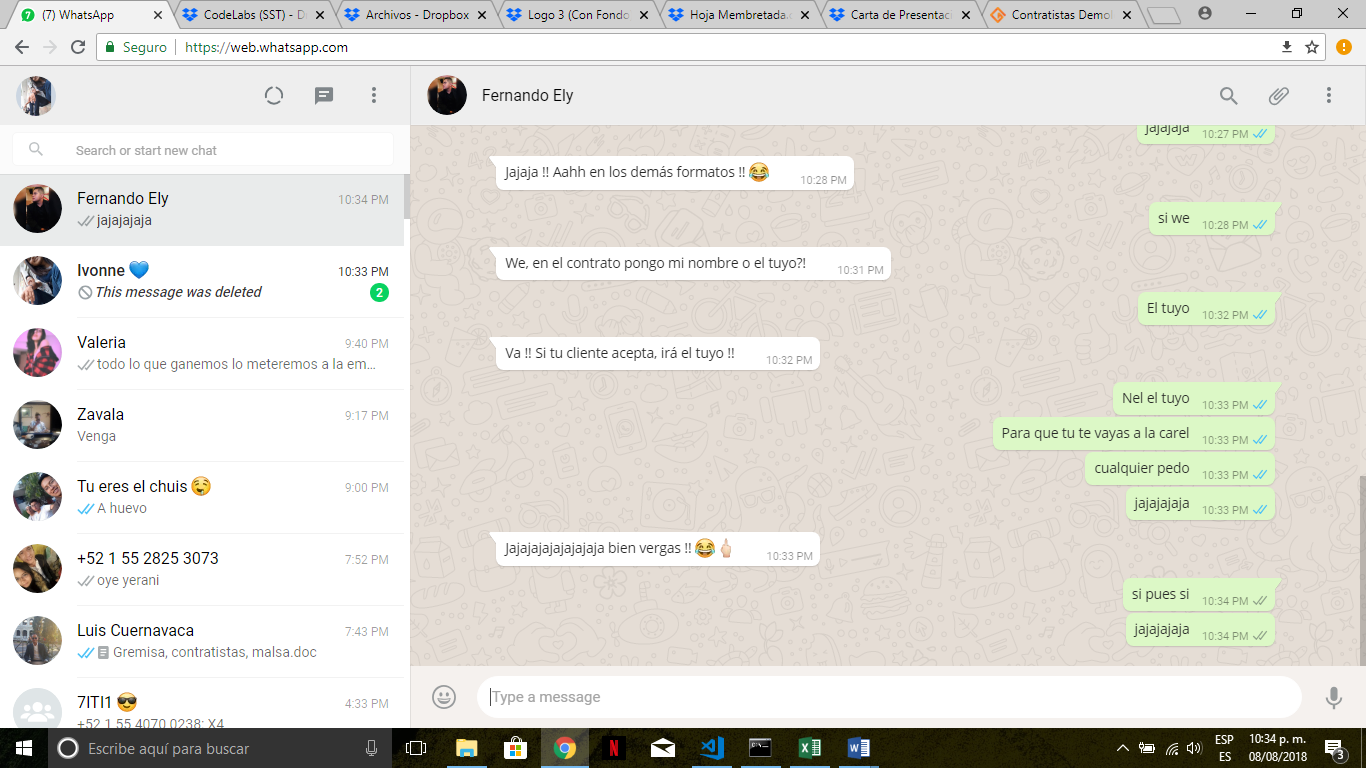 (7) WhatsApp
CodeLabs (SST) - D
Archivos - Dropbox
Logo 3 (Con Fondo
Hoja Membretada.
Carta de Presentaci
Contratistas Demol
Seguro
https://web.whatsapp.com
Search or start new chat
Fernando Ely 10:34 PM
jajajajaja
Ivonne 💙 10:33 PM
This message was deleted 2
Valeria 9:40 PM
todo lo que ganemos lo meteremos a la em...
Zavala 9:17 PM
Venga
Tu eres el chuis 🤤 9:00 PM
A huevo
+52 1 55 2825 3073 7:52 PM
oye yerani
Luis Cuernavaca 7:43 PM
Gremisa, contratistas, malsa.doc
7ITI1 😎 4:33 PM
+52 1 55 4070 0238: X4
Fernando Ely
jajajaja 10:27 PM
Jajaja !! Aahh en los demás formatos !! 😂 10:28 PM
si we 10:28 PM
We, en el contrato pongo mi nombre o el tuyo?! 10:31 PM
El tuyo 10:32 PM
Va !! Si tu cliente acepta, irá el tuyo !! 10:32 PM
Nel el tuyo 10:33 PM
Para que tu te vayas a la carel 10:33 PM
cualquier pedo 10:33 PM
jajajajaja 10:33 PM
Jajajajajajajajaja bien vergas !! 😂🖕🏻 10:33 PM
si pues si 10:34 PM
jajajajaja 10:34 PM
Type a message
Escribe aquí para buscar
ESP
ES
10:34 p. m.
08/08/2018
3